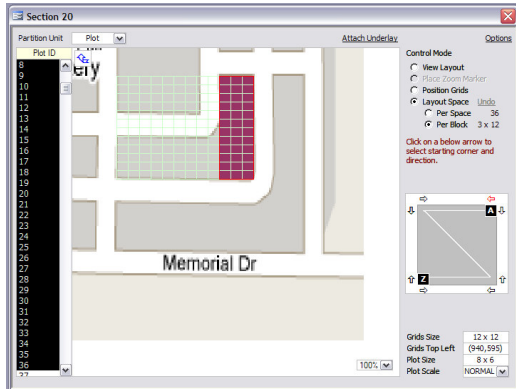 Section 20
Partition Unit Plot Attach Underlay Options
Plot ID
8
9
10
11
12
13
14
15
16
17
18
19
20
21
22
23
24
25
26
27
28
29
30
31
32
33
34
35
36
37
ery
Memorial Dr
100%
Control Mode
View Layout
Place Zoom Marker
Position Grids
Layout Space Undo
Per Space 36
Per Block 3 x 12
Click on a below arrow to
select starting corner and
direction.
A
Z
Grids Size 12 x 12
Grids Top Left (940,595)
Plot Size 8 x 6
Plot Scale NORMAL